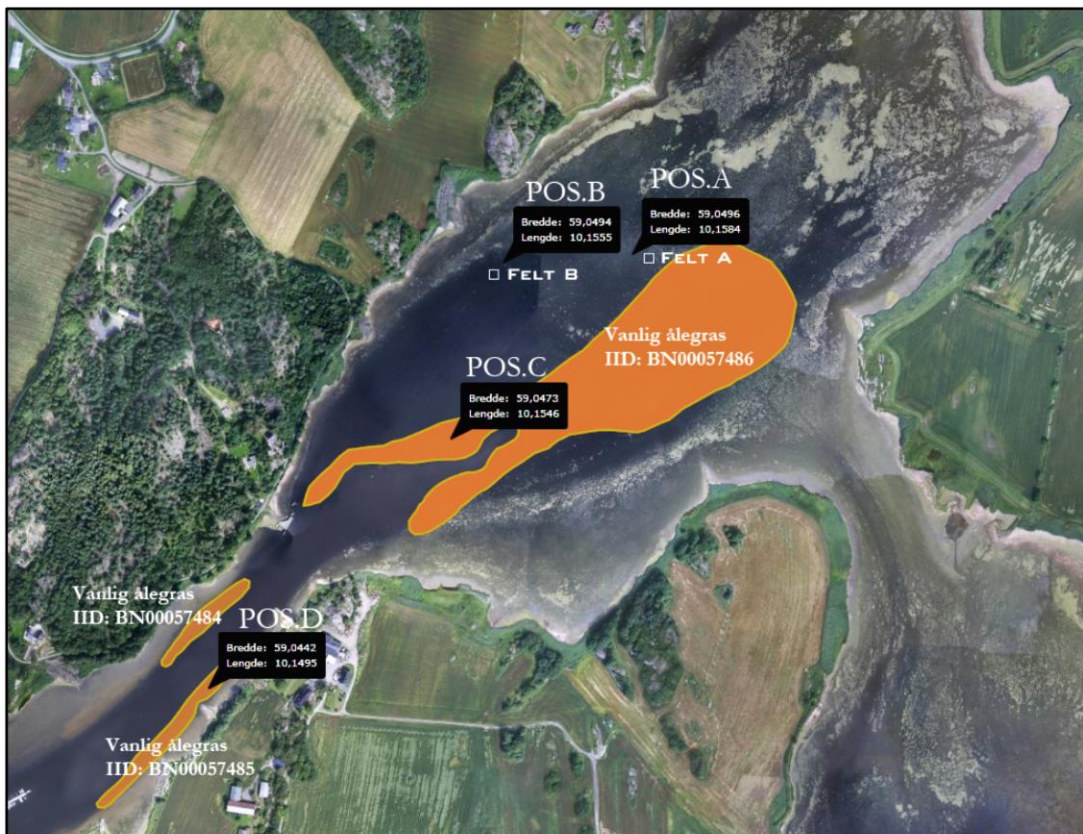 POS.B
Bredde: 59,0494
Lengde: 10,1555
FELT B
POS.A
Bredde: 59,0496
Lengde: 10,1584
FELT A
Vanlig ålegras
IID: BN00057486
POS.C
Bredde: 59,0473
Lengde: 10,1546
Vanlig ålegras
IID: BN00057484
POS.D
Bredde: 59,0442
Lengde: 10,1495
Vanlig ålegras
IID: BN00057485